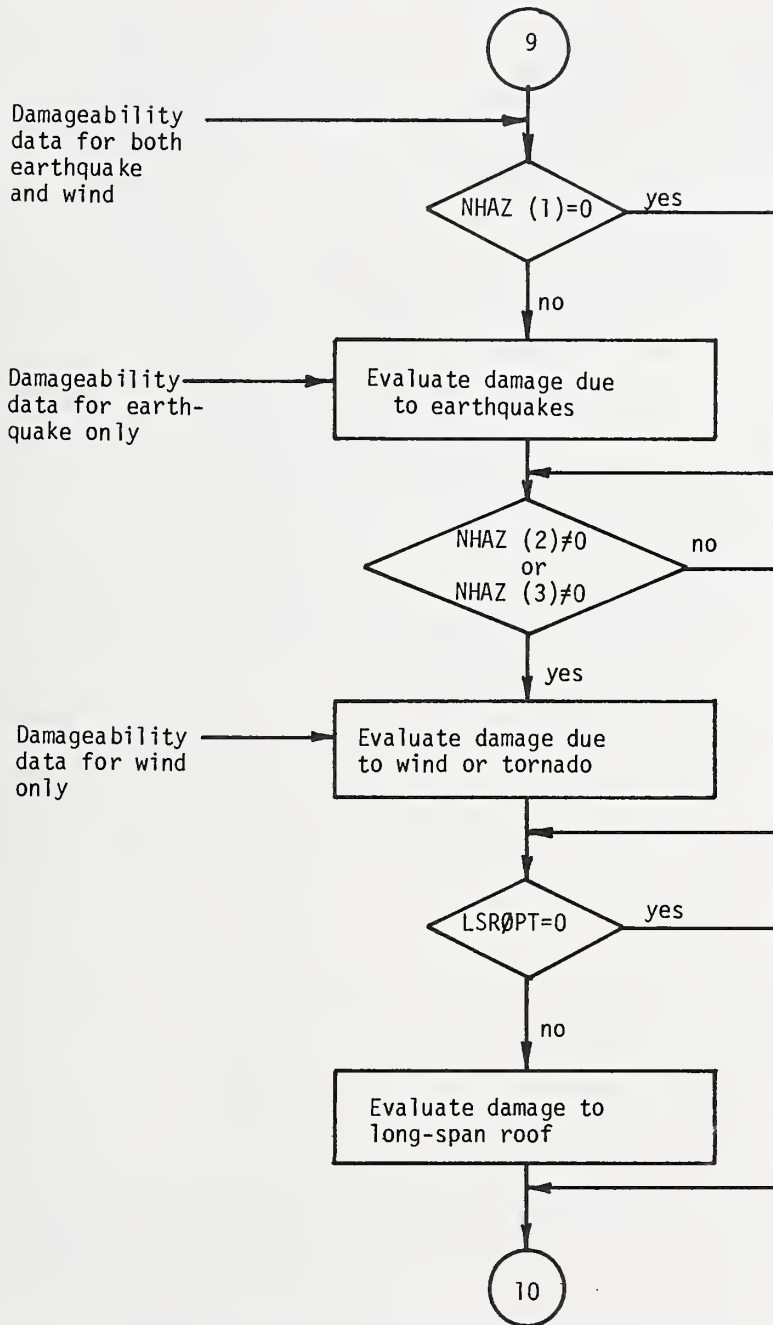 9
Damageability
data for both
earthquake
and wind
NHAZ (1)=0
yes
no
Damageability
data for earth-
quake only
Evaluate damage due
to earthquakes
NHAZ (2)≠0
or
NHAZ (3)≠0
no
yes
Damageability
data for wind
only
Evaluate damage due
to wind or tornado
LSRØPT=0
yes
no
Evaluate damage to
long-span roof
10